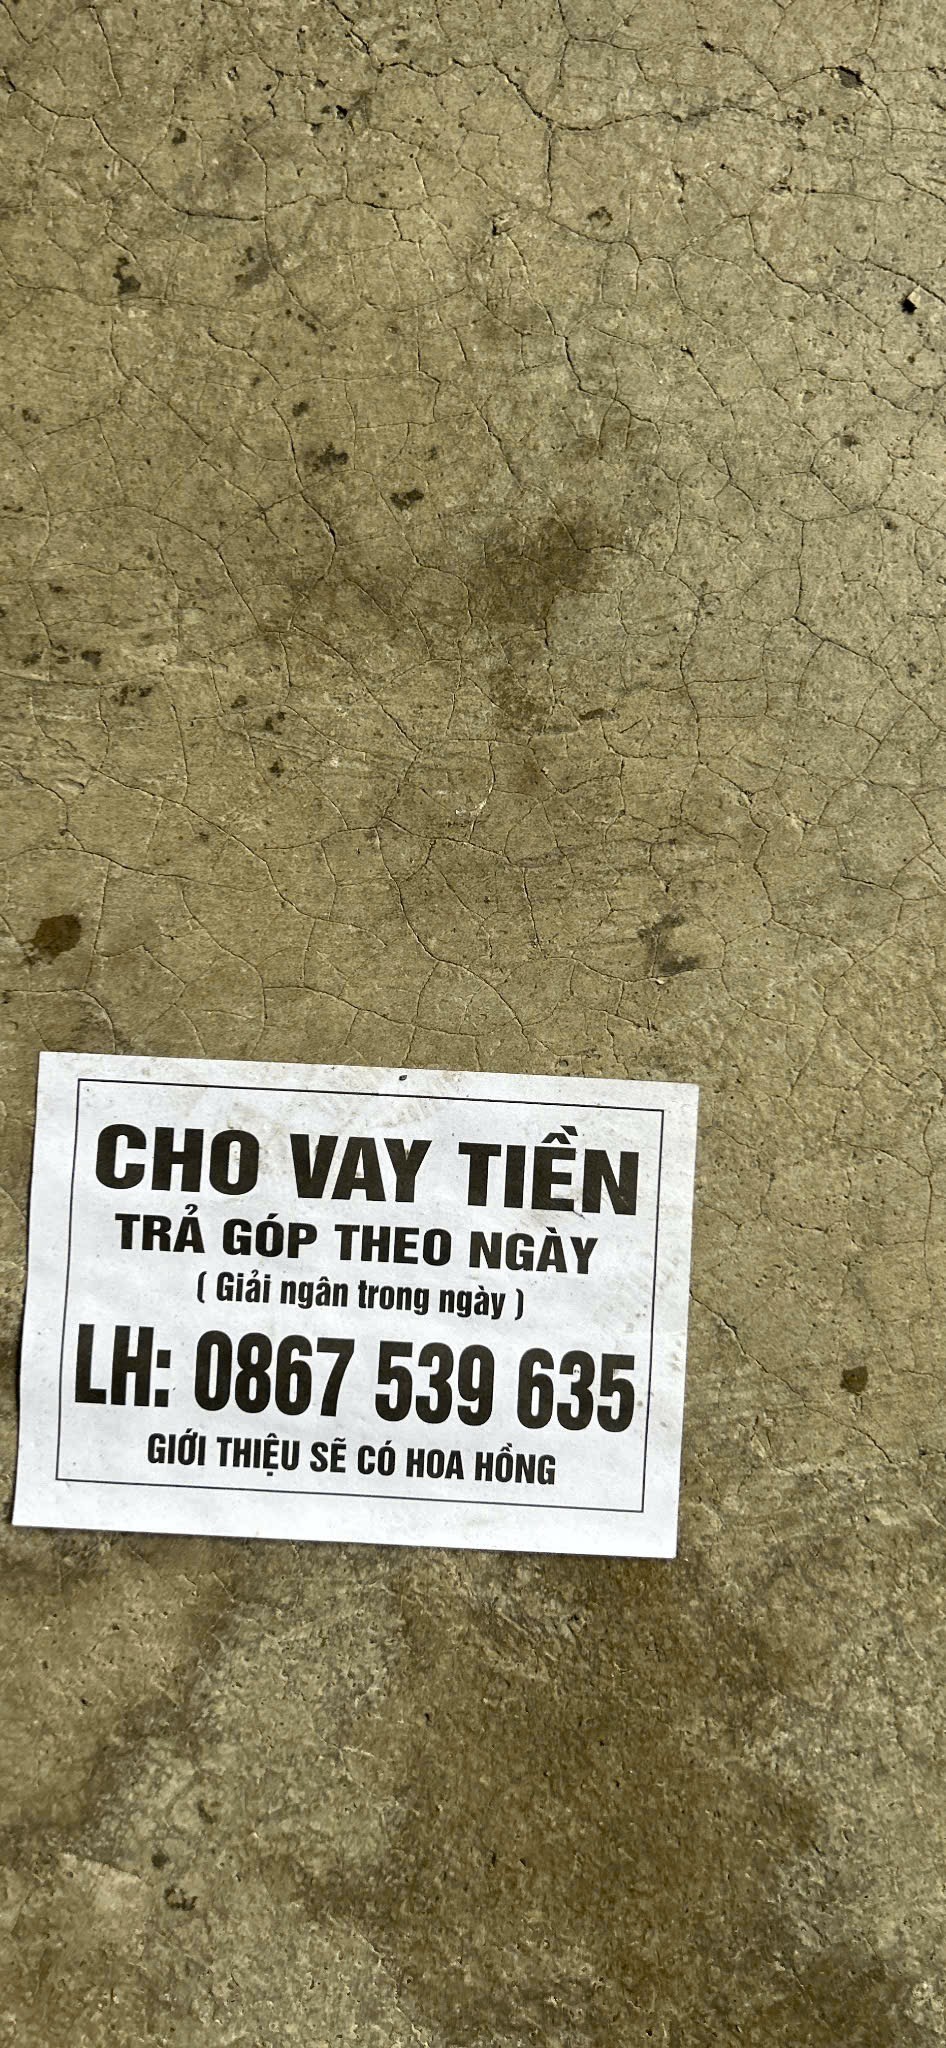 CHO VAY TIỀN
TRẢ GÓP THEO NGÀY
( Giải ngân trong ngày )
LH: 0867 539 635
GIỚI THIỆU SẼ CÓ HOA HỒNG